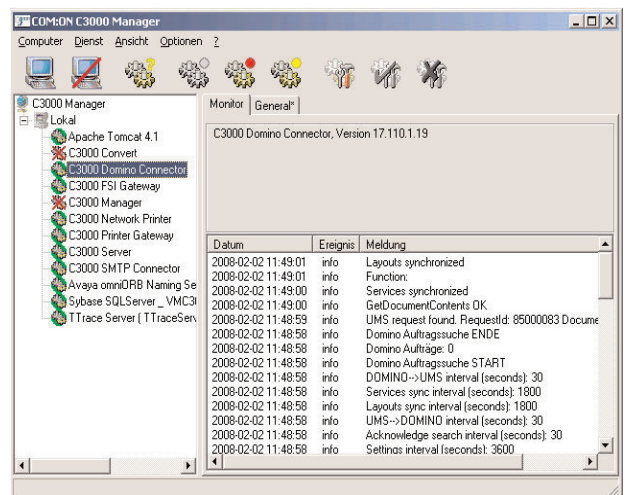 COM:ON C3000 Manager
Computer Dienst Ansicht Optionen ?
C3000 Manager
Lokal
Apache Tomcat 4.1
C3000 Convert
C3000 Domino Connector
C3000 FSI Gateway
C3000 Manager
C3000 Network Printer
C3000 Printer Gateway
C3000 Server
C3000 SMTP Connector
Avaya omniORB Naming Se
Sybase SQLServer _ VMC3
TTrace Server ( TTraceServ
Monitor General*
C3000 Domino Connector, Version 17.110.1.19
Datum Ereignis Meldung
2008-02-02 11:49:01 info Layouts synchronized
2008-02-02 11:49:01 info Function:
2008-02-02 11:49:00 info Services synchronized
2008-02-02 11:49:00 info GetDocumentContents OK
2008-02-02 11:48:59 info UMS request found. RequestId: 85000083 Docume
2008-02-02 11:48:58 info Domino Auftragssuche ENDE
2008-02-02 11:48:58 info Domino Aufträge: 0
2008-02-02 11:48:58 info Domino Auftragssuche START
2008-02-02 11:48:58 info DOMINO-->UMS interval (seconds): 30
2008-02-02 11:48:58 info Services sync interval (seconds): 1800
2008-02-02 11:48:58 info Layouts sync interval (seconds): 1800
2008-02-02 11:48:58 info UMS-->DOMINO interval (seconds): 30
2008-02-02 11:48:58 info Acknowledge search interval (seconds): 30
2008-02-02 11:48:58 info Settings interval (seconds): 3600